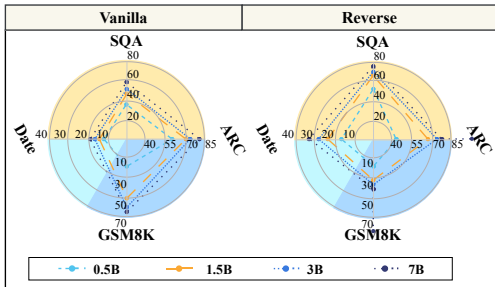 Vanilla Reverse
SQA SQA
80 80
60 60
40 40
20 20
Date 40 30 20 10 40 55 70 85 ARC
Date 40 30 20 10 40 55 70 85 ARC
10 10
30 30
50 50
70 70
GSM8K GSM8K
0.5B 1.5B 3B 7B